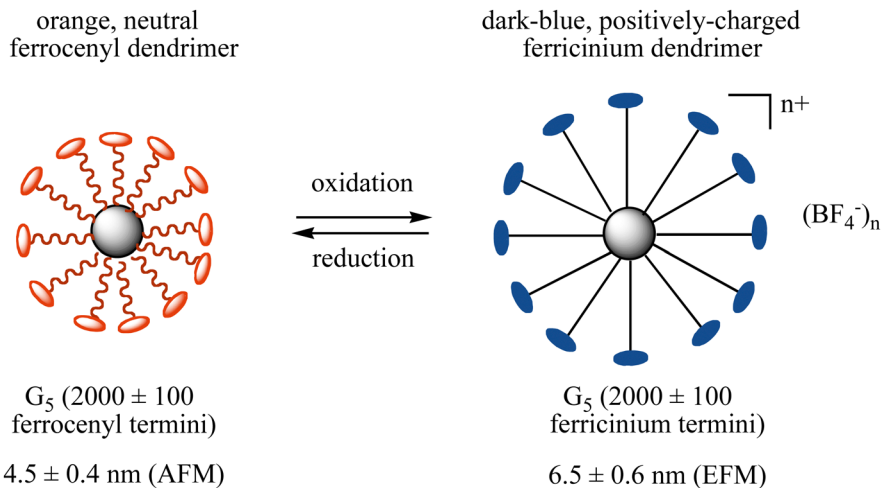 orange, neutral
ferrocenyl dendrimer
dark-blue, positively-charged
ferricinium dendrimer
n+
oxidation
reduction
(BF₄⁻)ₙ
G₅ (2000 ± 100
ferrocenyl termini)
4.5 ± 0.4 nm (AFM)
G₅ (2000 ± 100
ferricinium termini)
6.5 ± 0.6 nm (EFM)